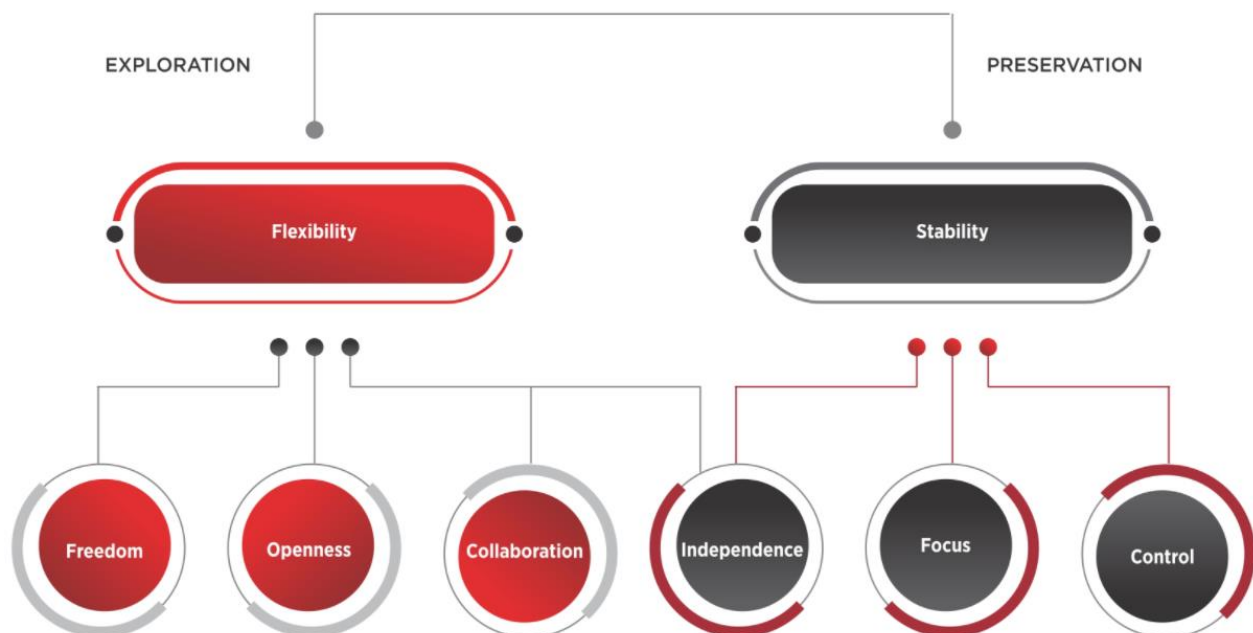 EXPLORATION
PRESERVATION
Flexibility
Stability
Freedom
Openness
Collaboration
Independence
Focus
Control